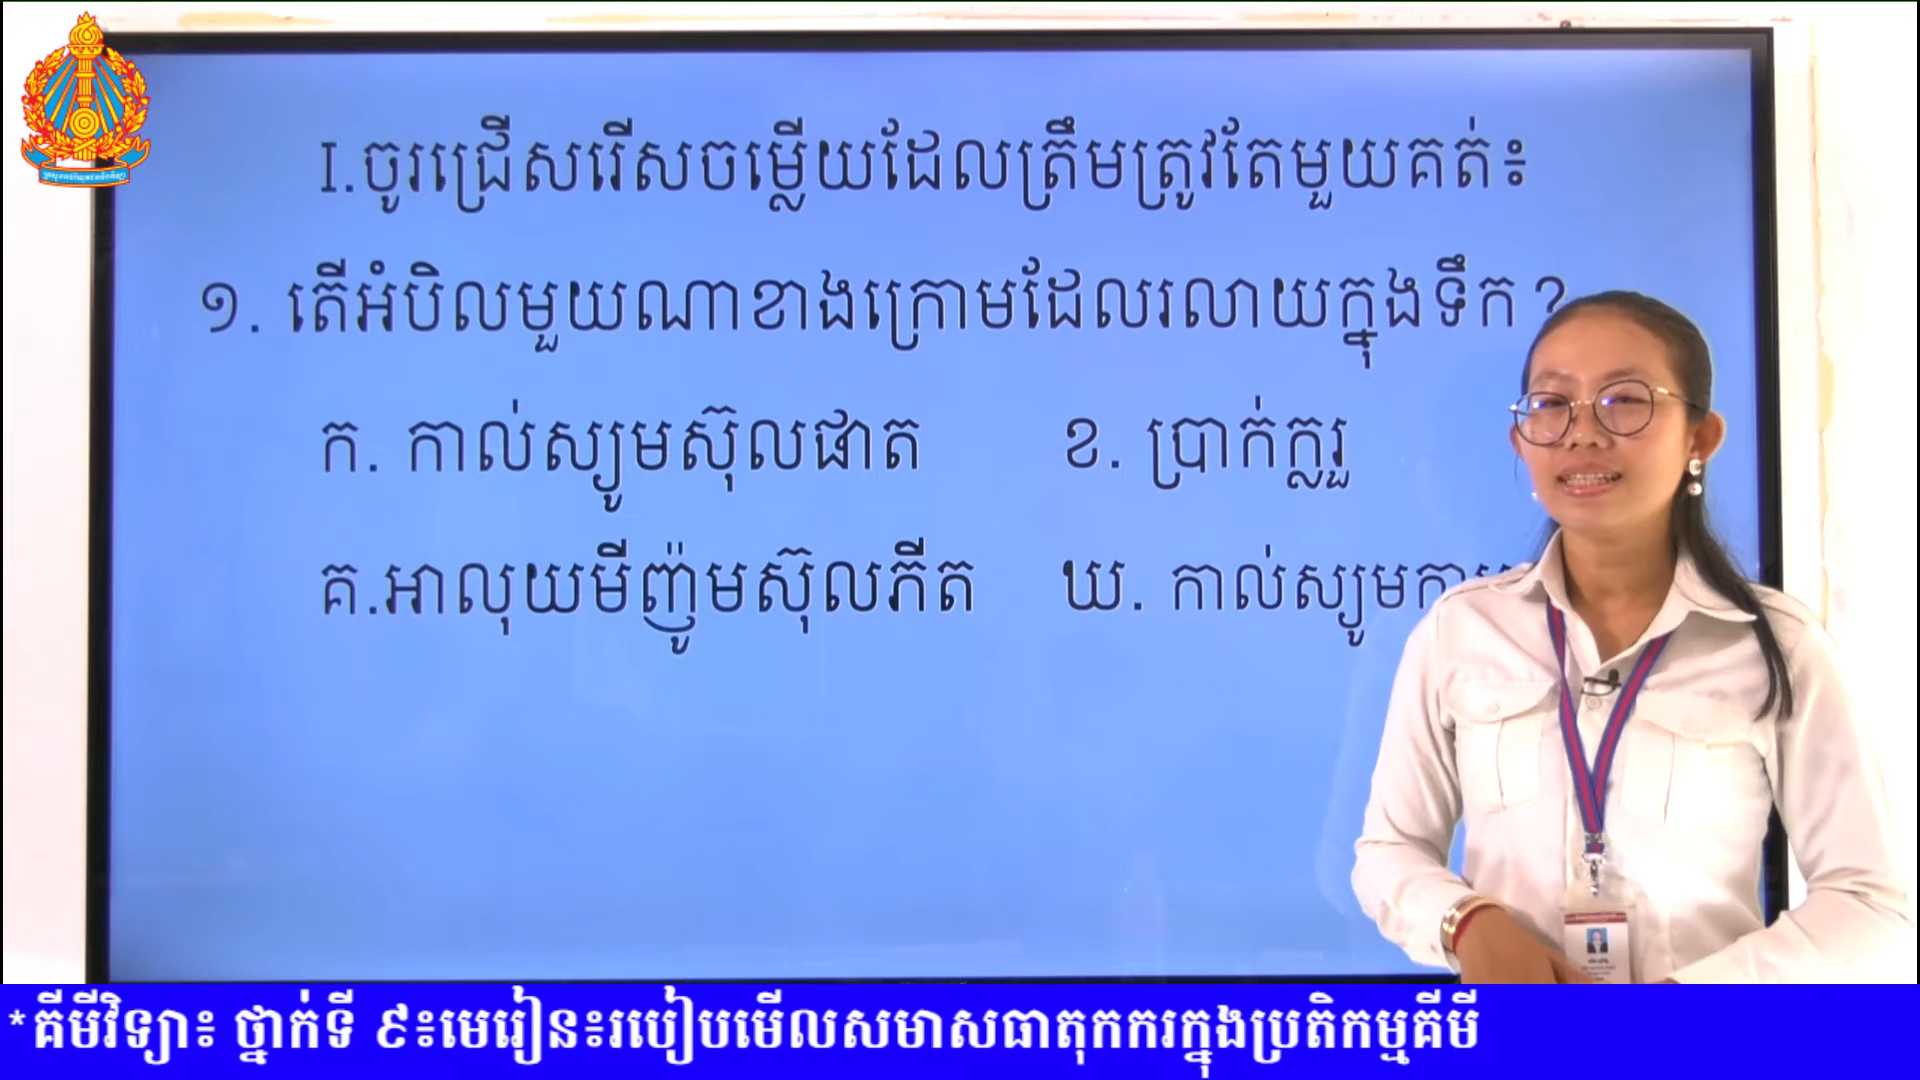 I.ចូរជ្រើសរើសចម្លើយដែលត្រឹមត្រូវតែមួយគត់៖
១. តើអំបិលមួយណាខាងក្រោមដែលរលាយក្នុងទឹក ?
ក. កាល់ស្យូមស៊ុលផាត
ខ. ប្រាក់ក្លរួ
គ.អាលុយមីញ៉ូមស៊ុលភីត
ឃ. កាល់ស្យូម
*គីមីវិទ្យា៖ ថ្នាក់ទី ៩៖មេរៀន៖របៀបមើលសមាសធាតុកករក្នុងប្រតិកម្មគីមី